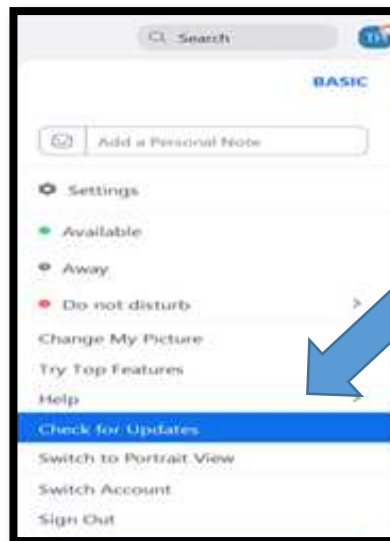 Search
BASIC
Add a Personal Note
Settings
Available
Away
Do not disturb
Change My Picture
Try Top Features
Help
Check for Updates
Switch to Portrait View
Switch Account
Sign Out